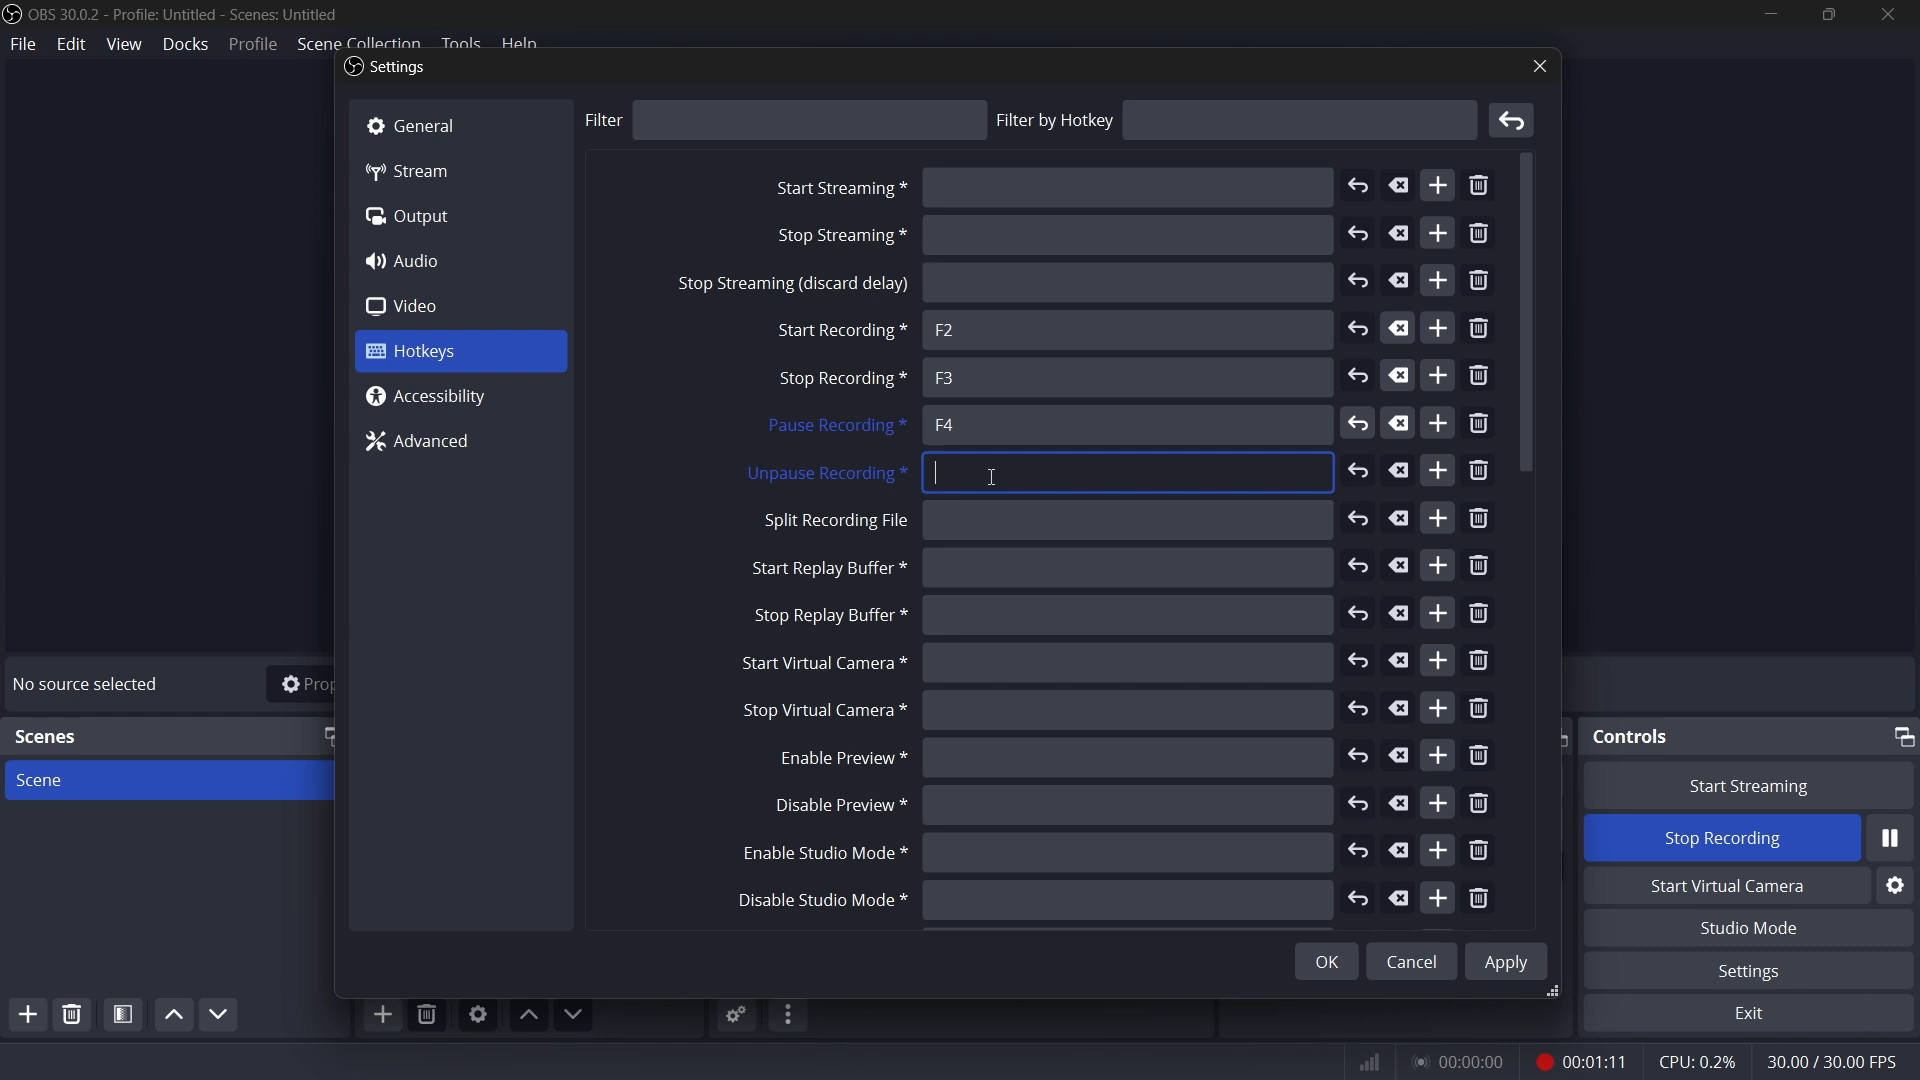 OBS 30.0.2 - Profile: Untitled - Scenes: Untitled
File Edit View Docks Profile Scene Collection Tools Help
Settings
General
Stream
Output
Audio
Video
Hotkeys
Accessibility
Advanced
Filter
Filter by Hotkey
Start Streaming *
Stop Streaming *
Stop Streaming (discard delay)
Start Recording * F2
Stop Recording * F3
Pause Recording * F4
Unpause Recording *
Split Recording File
Start Replay Buffer *
Stop Replay Buffer *
Start Virtual Camera *
Stop Virtual Camera *
Enable Preview *
Disable Preview *
Enable Studio Mode *
Disable Studio Mode *
OK Cancel Apply
No source selected
Prop
Scenes
Scene
Controls
Start Streaming
Stop Recording
Start Virtual Camera
Studio Mode
Settings
Exit
00:00:00 00:01:11 CPU: 0.2% 30.00 / 30.00 FPS